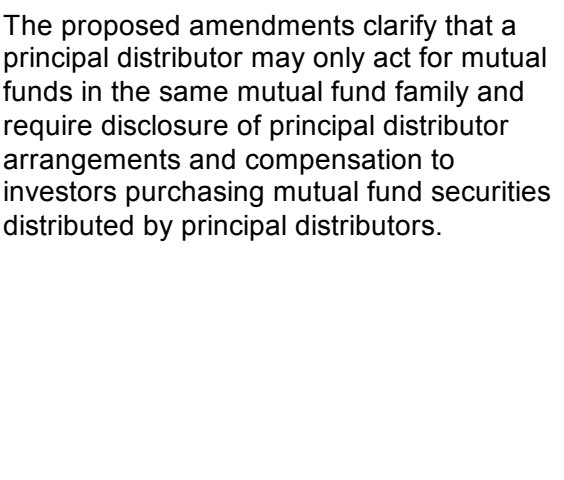 The proposed amendments clarify that a
principal distributor may only act for mutual
funds in the same mutual fund family and
require disclosure of principal distributor
arrangements and compensation to
investors purchasing mutual fund securities
distributed by principal distributors.